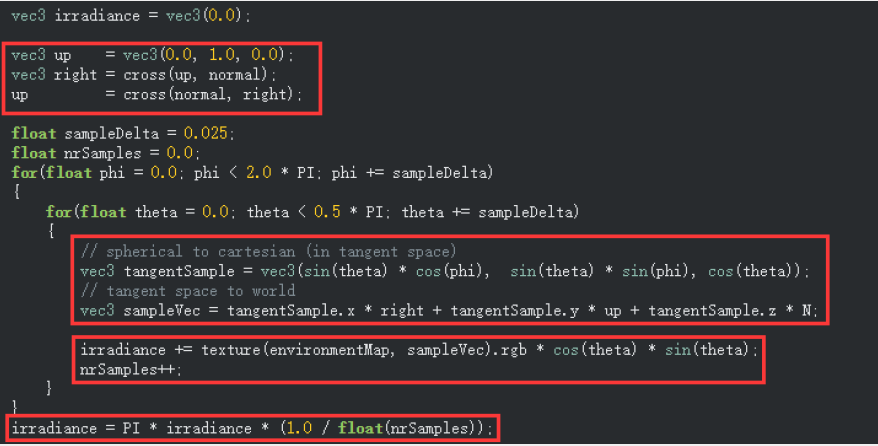 vec3 irradiance = vec3(0.0);
vec3 up    = vec3(0.0, 1.0, 0.0);
vec3 right = cross(up, normal);
up         = cross(normal, right);
float sampleDelta = 0.025;
float nrSamples = 0.0;
for(float phi = 0.0; phi < 2.0 * PI; phi += sampleDelta)
{
    for(float theta = 0.0; theta < 0.5 * PI; theta += sampleDelta)
    {
        // spherical to cartesian (in tangent space)
        vec3 tangentSample = vec3(sin(theta) * cos(phi),  sin(theta) * sin(phi), cos(theta));
        // tangent space to world
        vec3 sampleVec = tangentSample.x * right + tangentSample.y * up + tangentSample.z * N;
        irradiance += texture(environmentMap, sampleVec).rgb * cos(theta) * sin(theta);
        nrSamples++;
    }
}
irradiance = PI * irradiance * (1.0 / float(nrSamples));